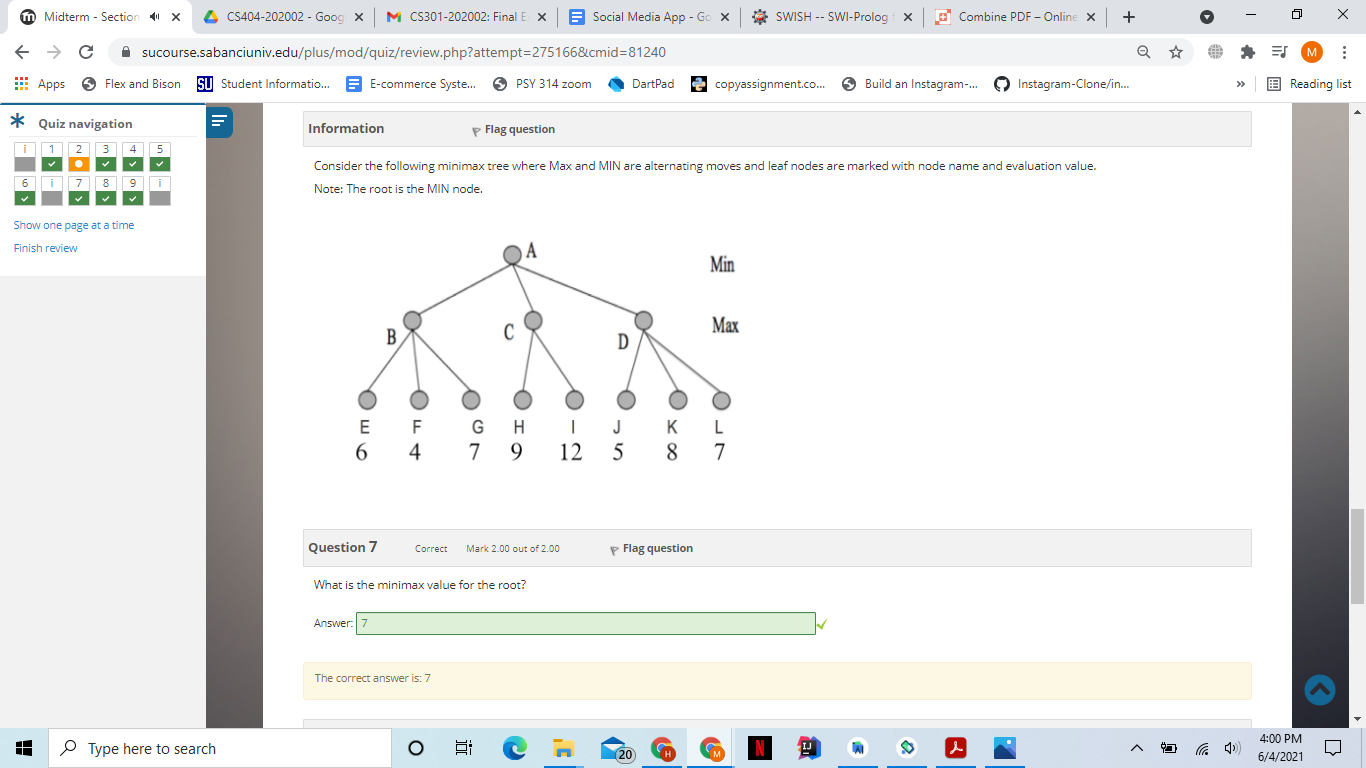 Midterm - Section
CS404-202002 - Goog
CS301-202002: Final E
Social Media App - Go
SWISH -- SWI-Prolog f
Combine PDF – Online
sucourse.sabanciuniv.edu/plus/mod/quiz/review.php?attempt=275166&cmid=81240
M
Apps
Flex and Bison
SU Student Informatio...
E-commerce Syste...
PSY 314 zoom
DartPad
copyassignment.co...
Build an Instagram-...
Instagram-Clone/in...
»
Reading list
Quiz navigation
i 1 2 3 4 5
6 i 7 8 9 i
Show one page at a time
Finish review
Information
Flag question
Consider the following minimax tree where Max and MIN are alternating moves and leaf nodes are marked with node name and evaluation value.
Note: The root is the MIN node.
A
Min
B C D Max
E F G H I J K L
6 4 7 9 12 5 8 7
Question 7 Correct Mark 2.00 out of 2.00 Flag question
What is the minimax value for the root?
Answer: 7
The correct answer is: 7
Type here to search
20
H
M
N
IJ
4:00 PM
6/4/2021